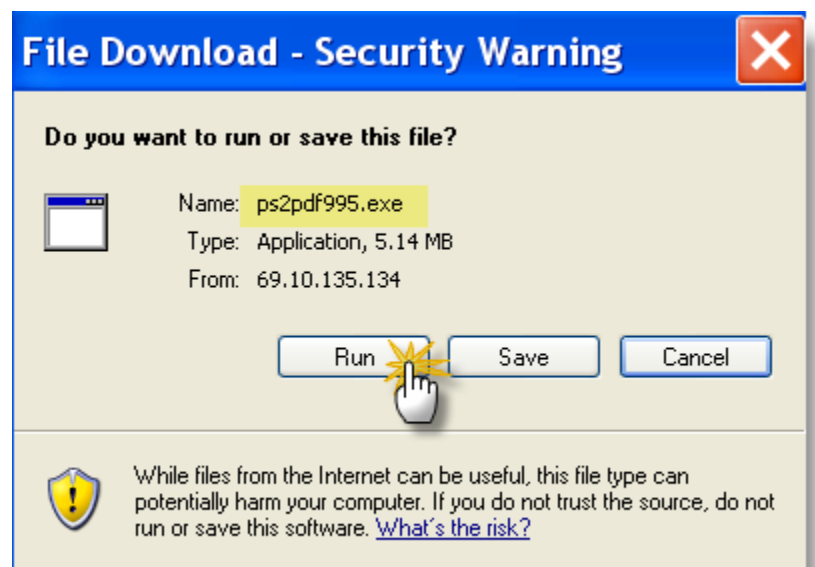 File Download - Security Warning
Do you want to run or save this file?
Name: ps2pdf995.exe
Type: Application, 5.14 MB
From: 69.10.135.134
Run Save Cancel
While files from the Internet can be useful, this file type can
potentially harm your computer. If you do not trust the source, do not
run or save this software. What's the risk?